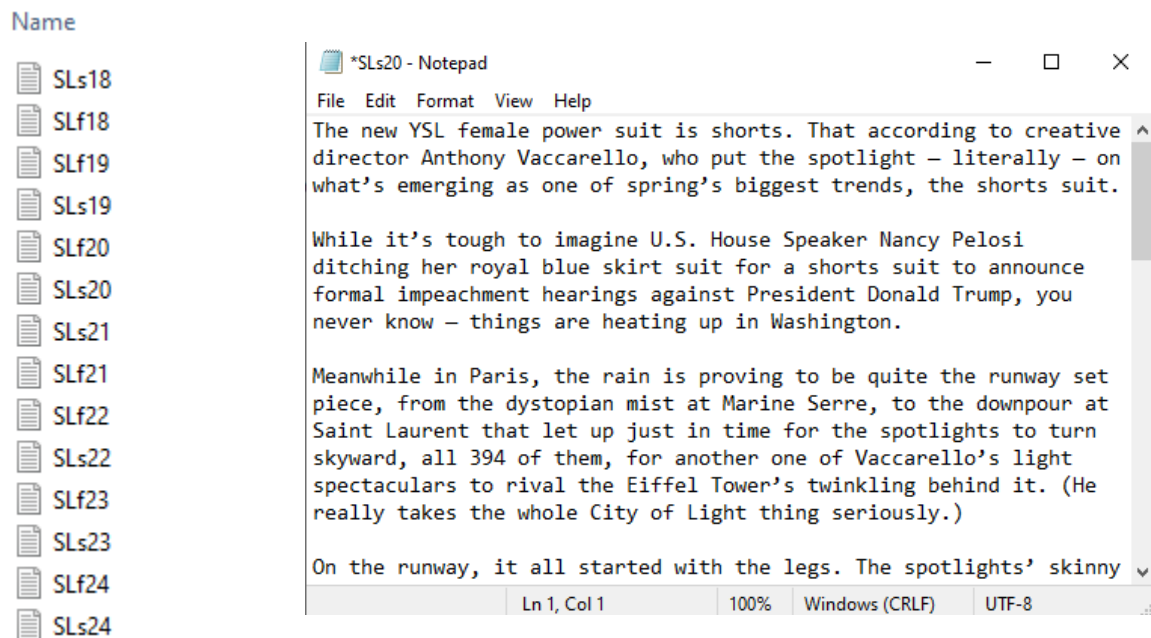 Name
SLs18
SLf18
SLf19
SLs19
SLf20
SLs20
SLs21
SLf21
SLf22
SLs22
SLf23
SLs23
SLf24
SLs24
*SLs20 - Notepad
File Edit Format View Help
The new YSL female power suit is shorts. That according to creative
director Anthony Vaccarello, who put the spotlight — literally — on
what’s emerging as one of spring’s biggest trends, the shorts suit.
While it’s tough to imagine U.S. House Speaker Nancy Pelosi
ditching her royal blue skirt suit for a shorts suit to announce
formal impeachment hearings against President Donald Trump, you
never know — things are heating up in Washington.
Meanwhile in Paris, the rain is proving to be quite the runway set
piece, from the dystopian mist at Marine Serre, to the downpour at
Saint Laurent that let up just in time for the spotlights to turn
skyward, all 394 of them, for another one of Vaccarello’s light
spectaculars to rival the Eiffel Tower’s twinkling behind it. (He
really takes the whole City of Light thing seriously.)
On the runway, it all started with the legs. The spotlights’ skinny
Ln 1, Col 1 100% Windows (CRLF) UTF-8